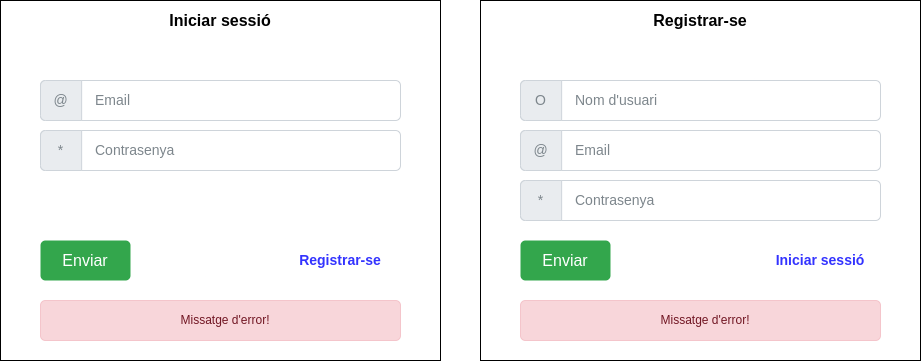 Iniciar sessió
@ Email
* Contrasenya
Enviar Registrar-se
Missatge d'error!
Registrar-se
O Nom d'usuari
@ Email
* Contrasenya
Enviar Iniciar sessió
Missatge d'error!